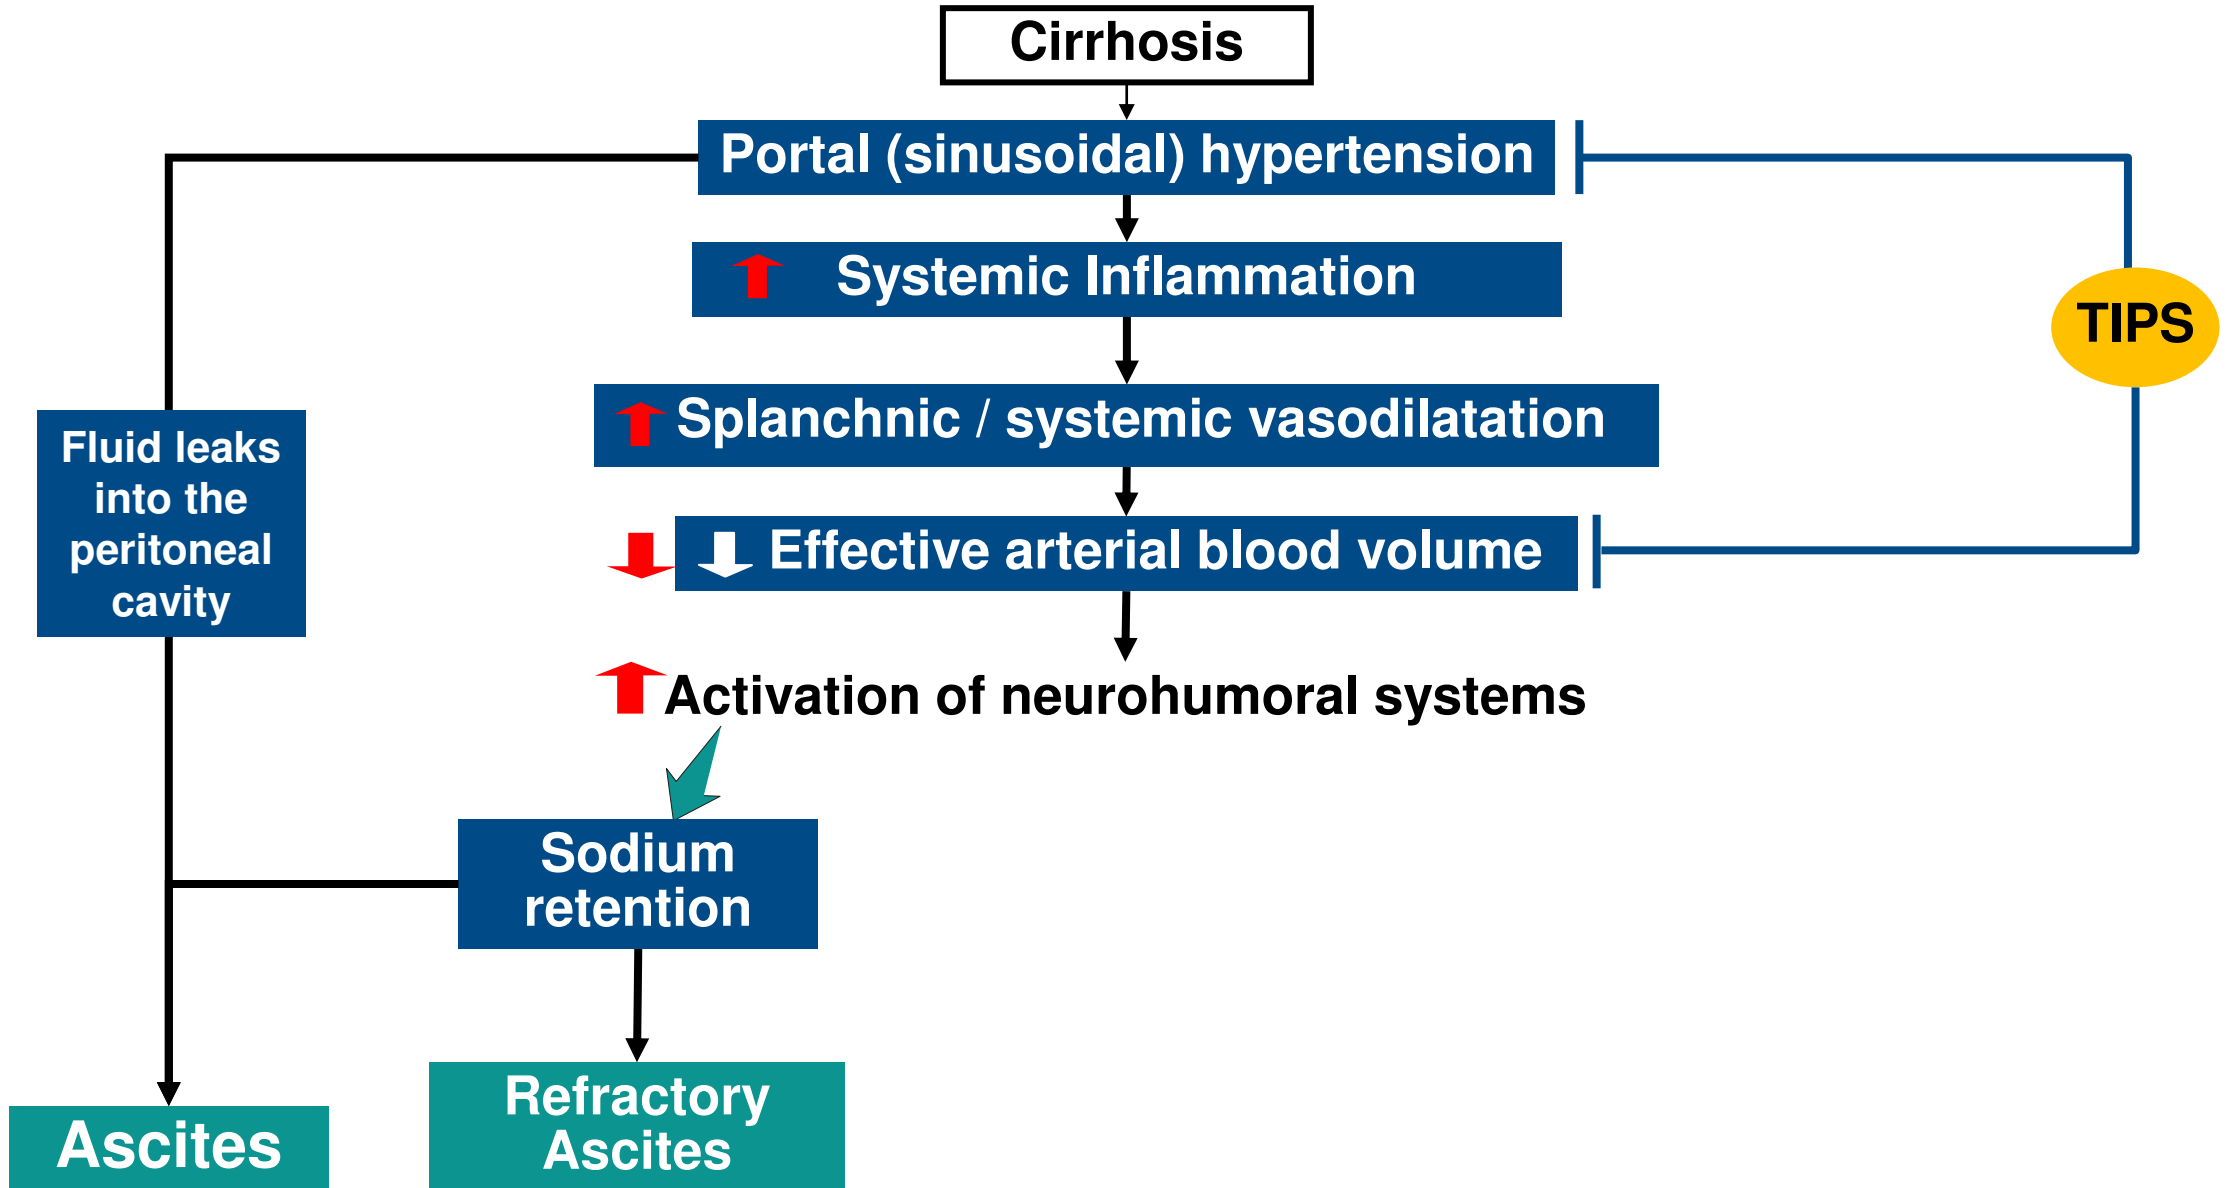 Cirrhosis
Portal (sinusoidal) hypertension
Systemic Inflammation
TIPS
Splanchnic / systemic vasodilatation
Fluid leaks
into the
peritoneal
cavity
Effective arterial blood volume
Activation of neurohumoral systems
Sodium
retention
Refractory
Ascites
Ascites